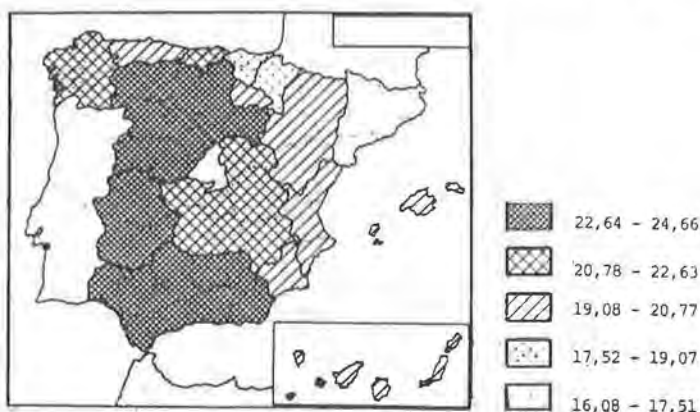 22,64 - 24,66
20,78 - 22,63
19,08 - 20,77
17,52 - 19,07
16,08 - 17,51